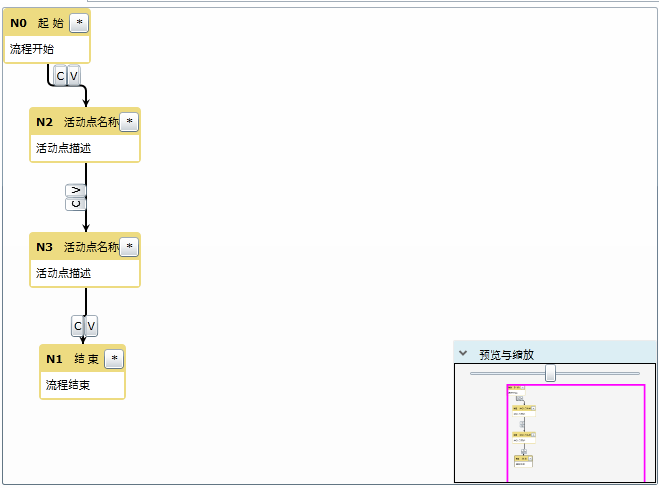 N0 起 始 *
流程开始
C V
N2 活动点名称 *
活动点描述
C V
N3 活动点名称 *
活动点描述
C V
N1 结 束 *
流程结束
预览与缩放